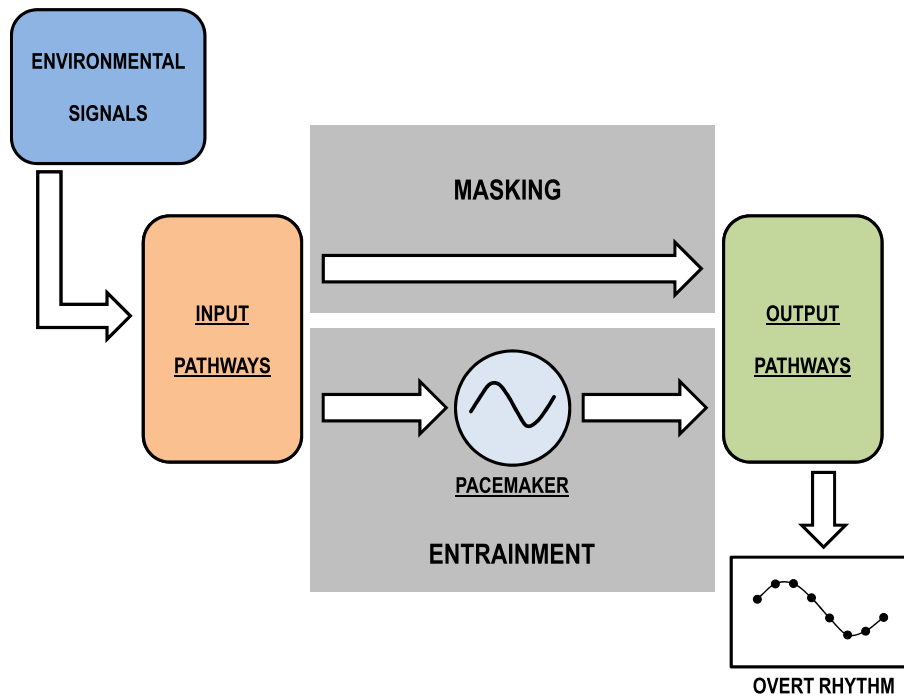 ENVIRONMENTAL
SIGNALS
MASKING
INPUT
PATHWAYS
OUTPUT
PATHWAYS
PACEMAKER
ENTRAINMENT
OVERT RHYTHM